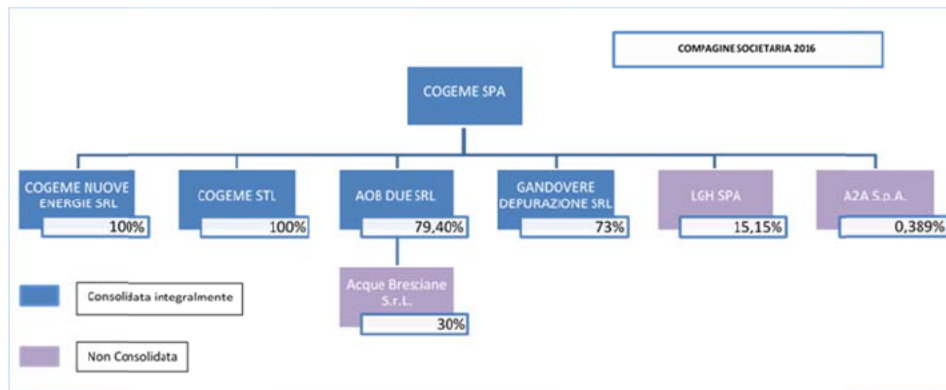 COMPAGINE SOCIETARIA 2016
COGEME SPA
COGEME NUOVE
ENERGIE SRL
100%
COGEME STL
100%
AOB DUE SRL
79,40%
GANDOVERE
DEPURAZIONE SRL
73%
LGH SPA
15,15%
A2A S.p.A.
0,389%
Acque Bresciane
S.r.L.
30%
Consolidata integralmente
Non Consolidata